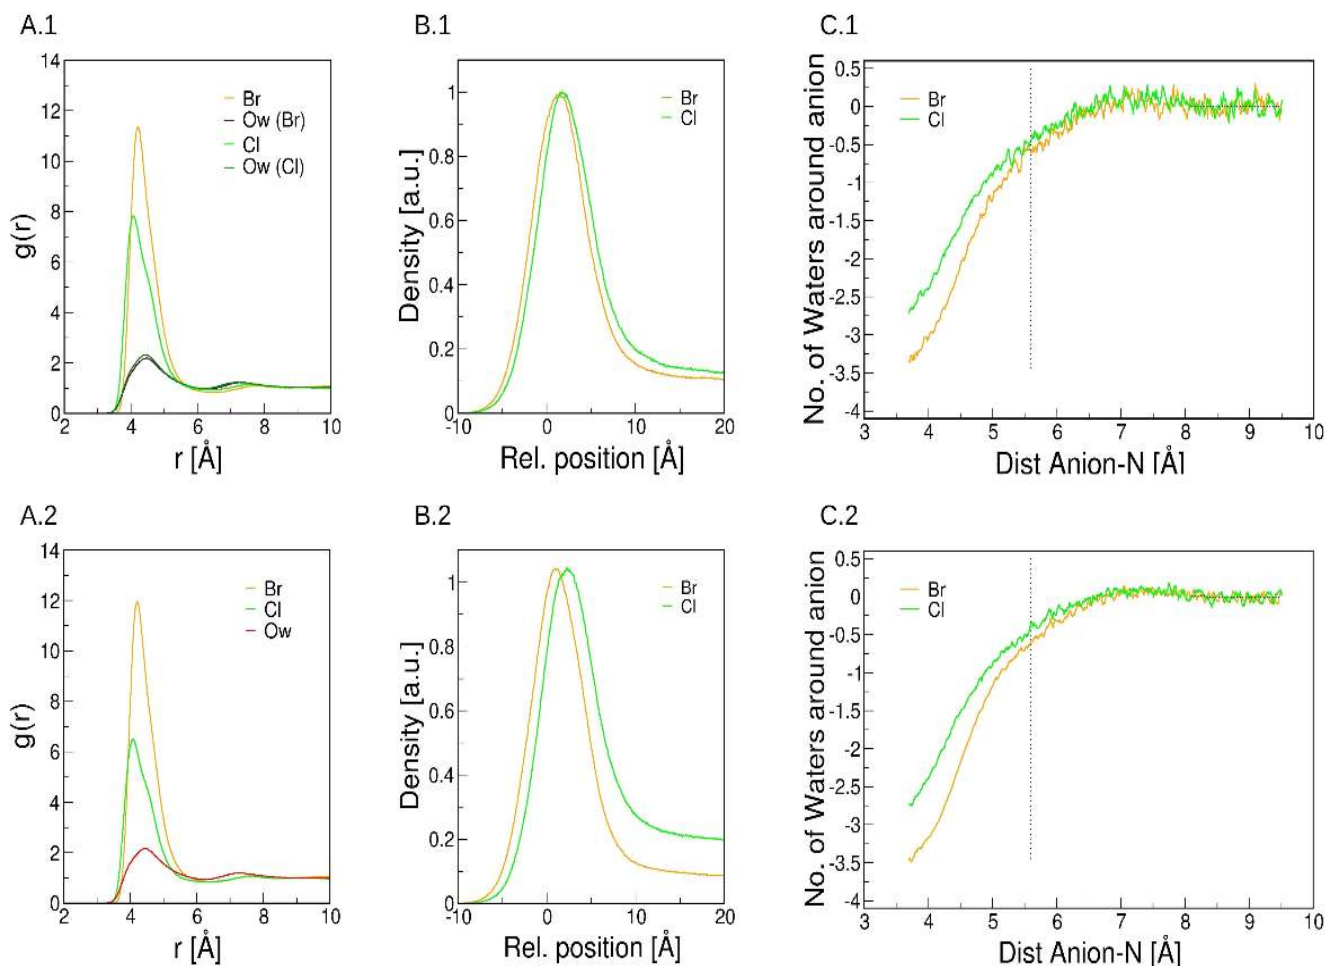 A.1
14
12
10
8
6
4
2
0
g(r)
2
4
6
8
10
r [Å]
Br
Ow (Br)
Cl
Ow (Cl)
B.1
1
0.8
0.6
0.4
0.2
0
Density [a.u.]
-10
0
10
20
Rel. position [Å]
Br
Cl
C.1
0.5
0
-0.5
-1
-1.5
-2
-2.5
-3
-3.5
-4
No. of Waters around anion
3
4
5
6
7
8
9
10
Dist Anion-N [Å]
Br
Cl
A.2
14
12
10
8
6
4
2
0
g(r)
2
4
6
8
10
r [Å]
Br
Cl
Ow
B.2
1
0.8
0.6
0.4
0.2
0
Density [a.u.]
-10
0
10
20
Rel. position [Å]
Br
Cl
C.2
0.5
0
-0.5
-1
-1.5
-2
-2.5
-3
-3.5
-4
No. of Waters around anion
3
4
5
6
7
8
9
10
Dist Anion-N [Å]
Br
Cl